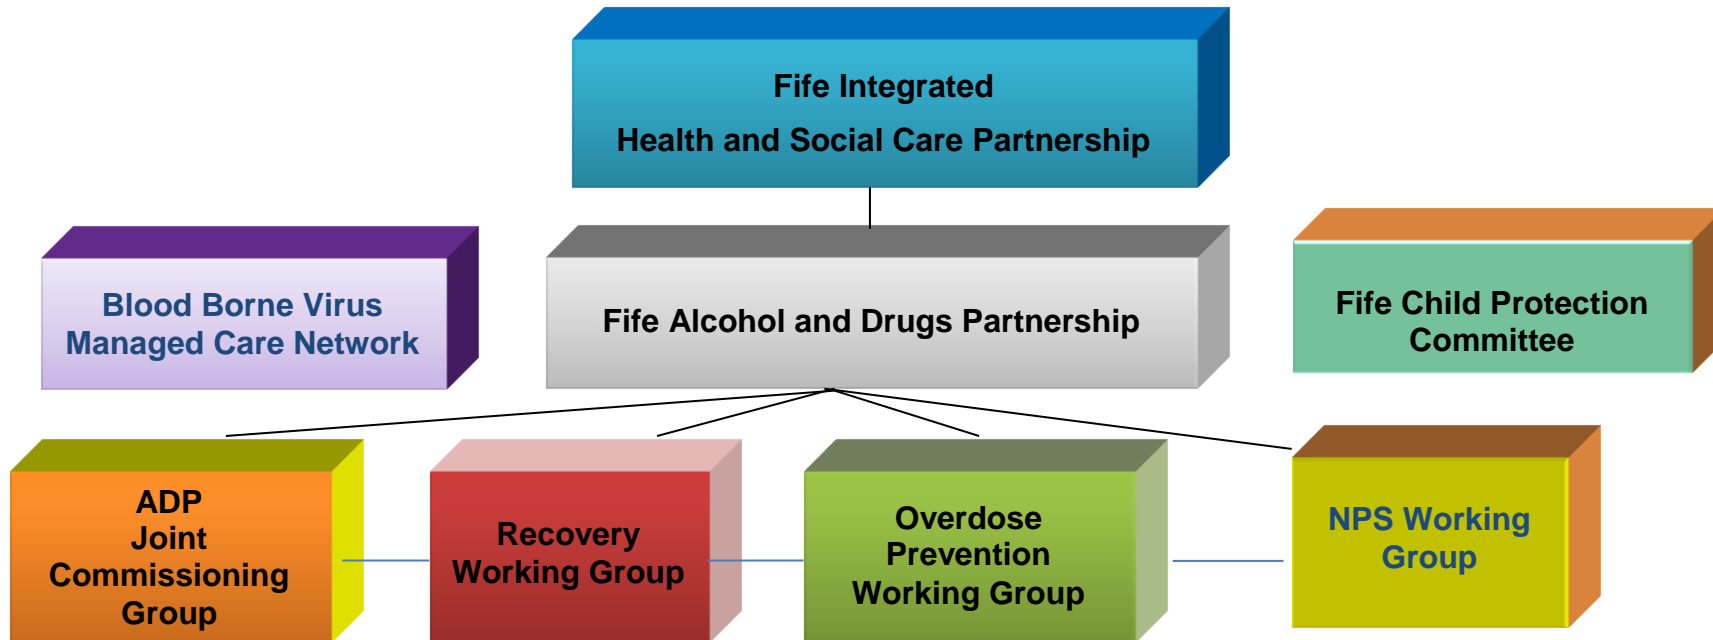 Fife Integrated
Health and Social Care Partnership
Blood Borne Virus
Managed Care Network
Fife Alcohol and Drugs Partnership
Fife Child Protection
Committee
ADP
Joint
Commissioning
Group
Recovery
Working Group
Overdose
Prevention
Working Group
NPS Working
Group